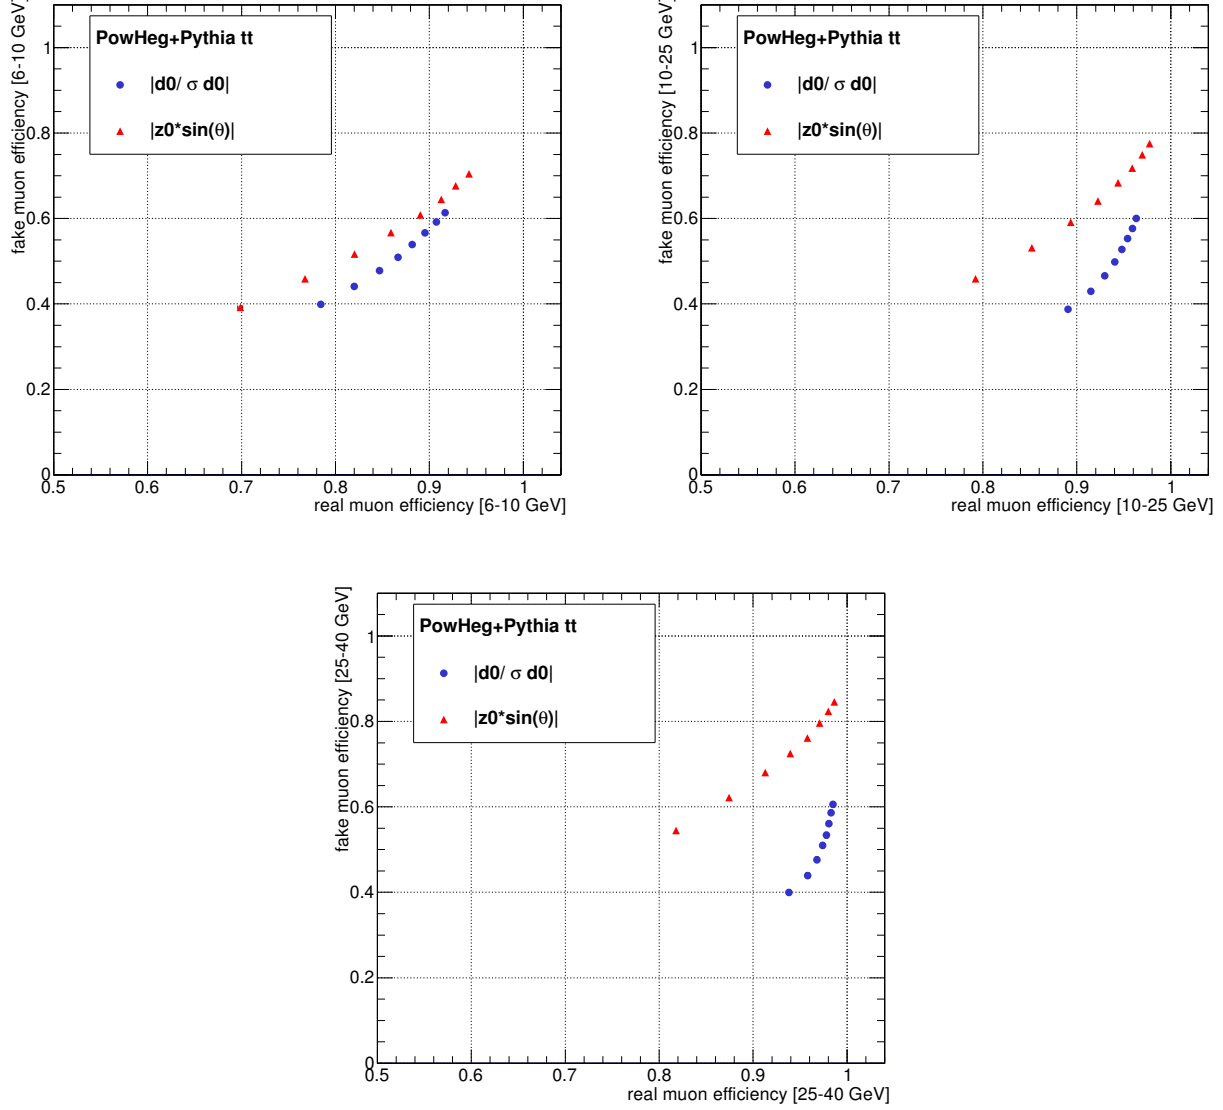 fake muon efficiency [6-10 GeV]
1
0.8
0.6
0.4
0.2
0
PowHeg+Pythia tt
|d0/ σ d0|
|z0*sin(θ)|
0.5 0.6 0.7 0.8 0.9 1
real muon efficiency [6-10 GeV]
fake muon efficiency [10-25 GeV]
1
0.8
0.6
0.4
0.2
0
PowHeg+Pythia tt
|d0/ σ d0|
|z0*sin(θ)|
0.5 0.6 0.7 0.8 0.9 1
real muon efficiency [10-25 GeV]
fake muon efficiency [25-40 GeV]
1
0.8
0.6
0.4
0.2
0
PowHeg+Pythia tt
|d0/ σ d0|
|z0*sin(θ)|
0.5 0.6 0.7 0.8 0.9 1
real muon efficiency [25-40 GeV]